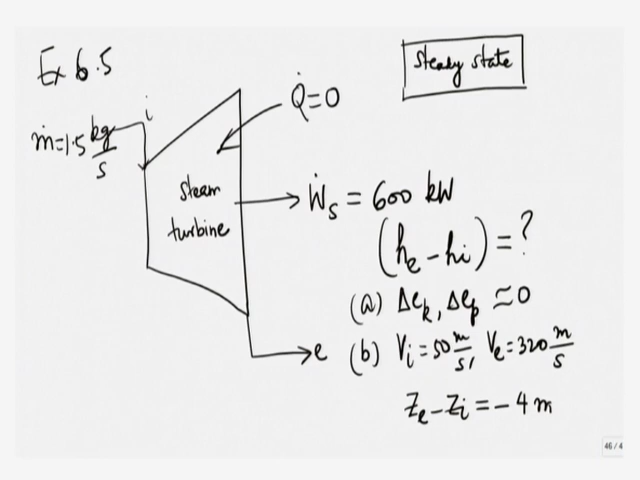 Ex 6.5
Steady state
i
Q̇=0
ṁ=1.5 kg/s
Steam turbine
Ẇs = 600 kW
(he-hi)=?
(a) Δek, Δep ≈0
e
(b) Vi=50 m/s, Ve=320 m/s
Ze-Zi=-4 m
46/4